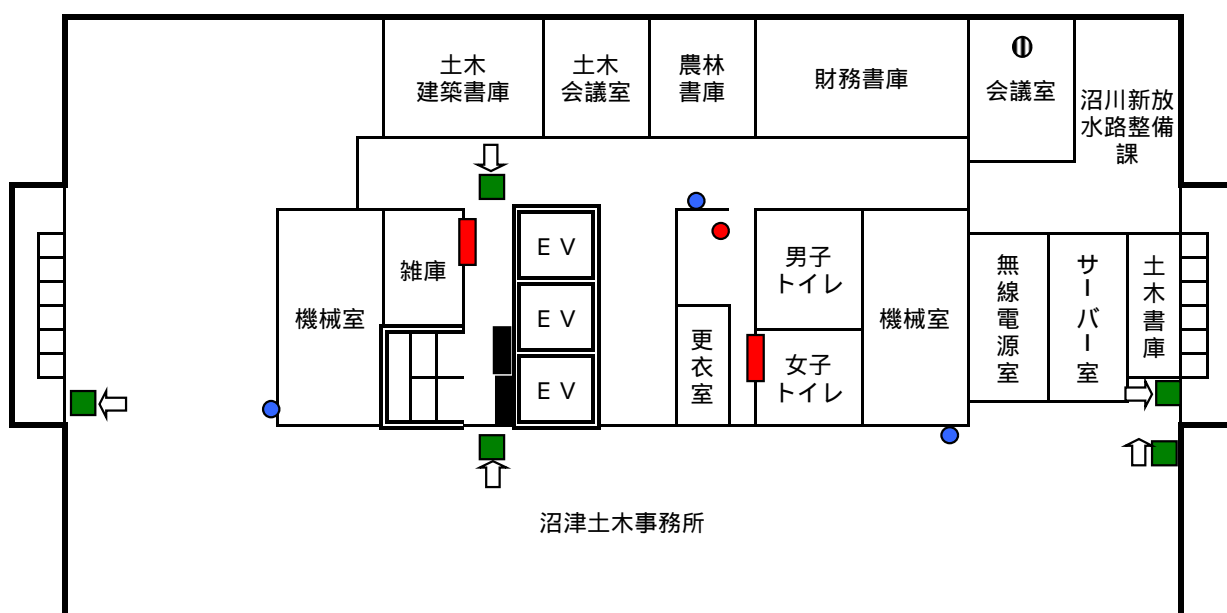 土木
建築書庫
土木
会議室
農林
書庫
財務書庫
会議室
沼川新放
水路整備
課
ＥＶ
ＥＶ
ＥＶ
雑庫
機械室
男子
トイレ
女子
トイレ
更衣室
機械室
無線電源室
サーバー室
土木書庫
沼津土木事務所